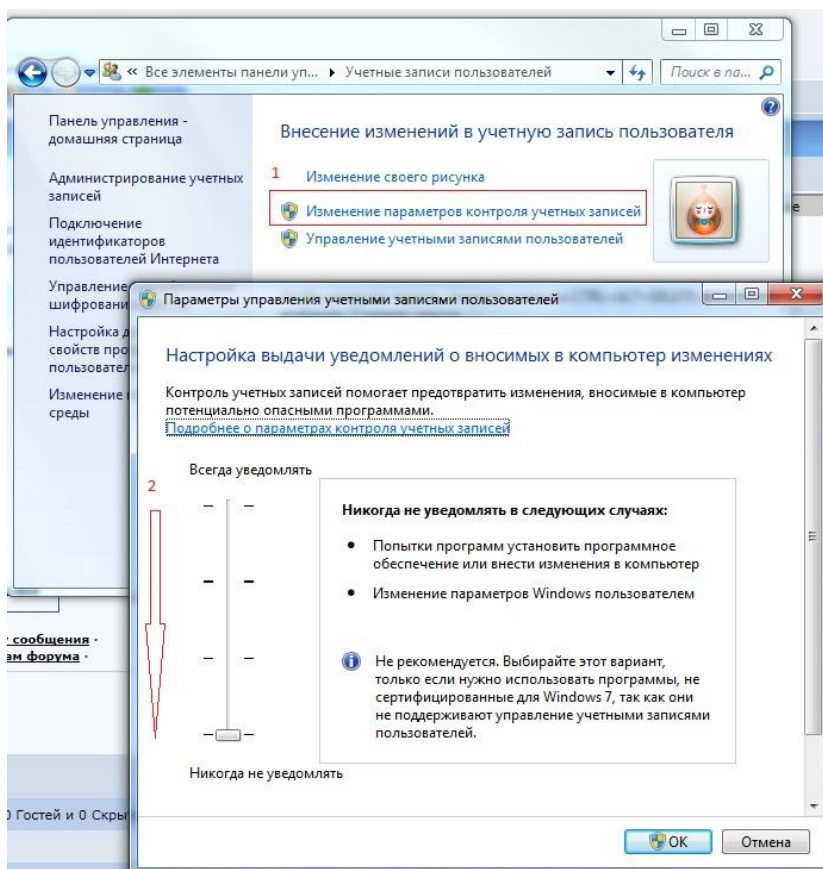 « Все элементы панели уп... ▸ Учетные записи пользователей
Поиск в па...
Панель управления -
домашняя страница
Администрирование учетных
записей
Подключение
идентификаторов
пользователей Интернета
Управление
шифровани
Настройка д
свойств про
пользовател
Изменение
среды
Внесение изменений в учетную запись пользователя
1
Изменение своего рисунка
Изменение параметров контроля учетных записей
Управление учетными записями пользователей
е
Параметры управления учетными записями пользователей
Настройка выдачи уведомлений о вносимых в компьютер изменениях
Контроль учетных записей помогает предотвратить изменения, вносимые в компьютер
потенциально опасными программами.
Подробнее о параметрах контроля учетных записей
2
Всегда уведомлять
Никогда не уведомлять в следующих случаях:
• Попытки программ установить программное
обеспечение или внести изменения в компьютер
• Изменение параметров Windows пользователем
Не рекомендуется. Выбирайте этот вариант,
только если нужно использовать программы, не
сертифицированные для Windows 7, так как они
не поддерживают управление учетными записями
пользователей.
Никогда не уведомлять
OK
Отмена
сообщения ·
ам форума ·
0 Гостей и 0 Скры